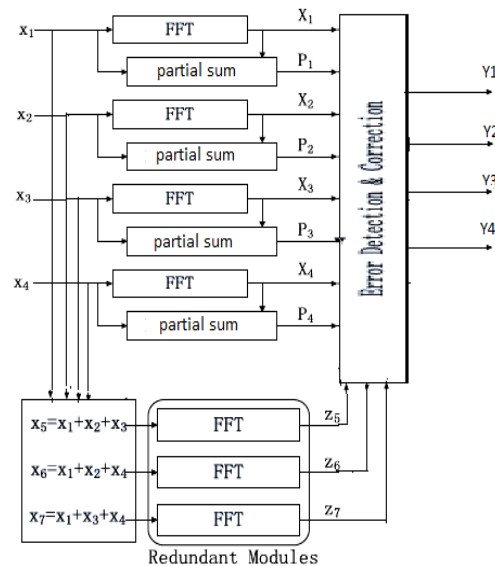 x₁ FFT X₁
partial sum P₁
x₂ FFT X₂
partial sum P₂
x₃ FFT X₃
partial sum P₃
x₄ FFT X₄
partial sum P₄
Error Detection & Correction
Y1
Y2
Y3
Y4
x₅=x₁+x₂+x₃ FFT z₅
x₆=x₁+x₂+x₄ FFT z₆
x₇=x₁+x₃+x₄ FFT z₇
Redundant Modules